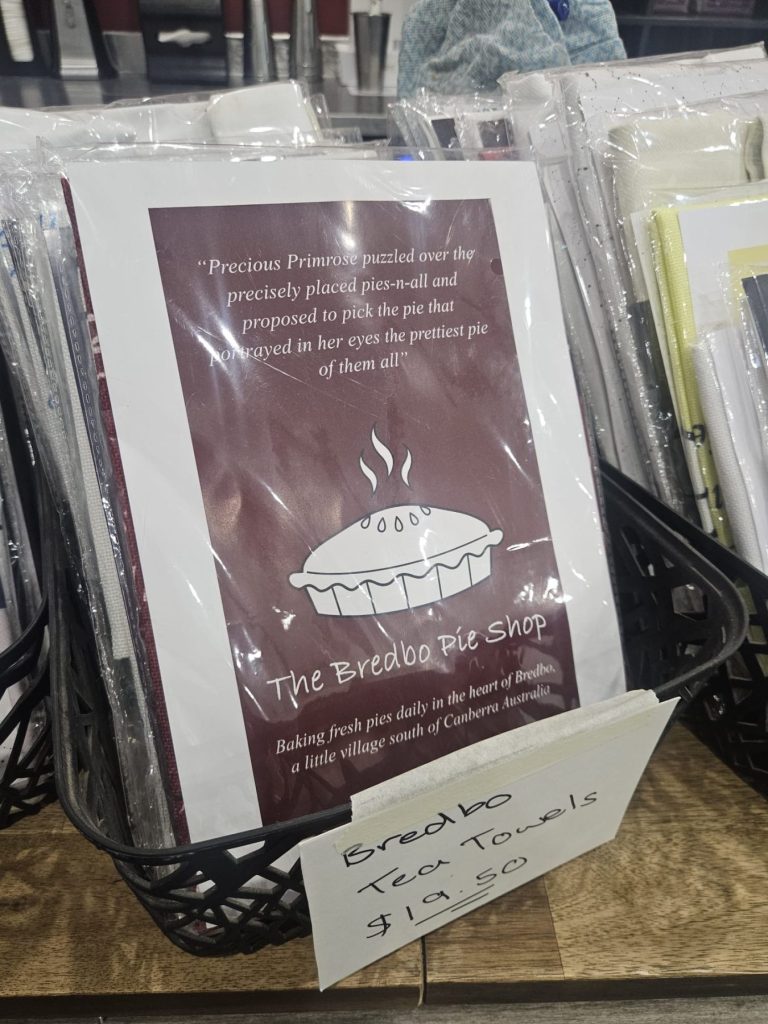 “Precious Primrose puzzled over the
precisely placed pies-n-all and
proposed to pick the pie that
portrayed in her eyes the prettiest pie
of them all”
The Bredbo Pie Shop
Baking fresh pies daily in the heart of Bredbo,
a little village south of Canberra Australia
Bredbo
Tea Towels
$19.50